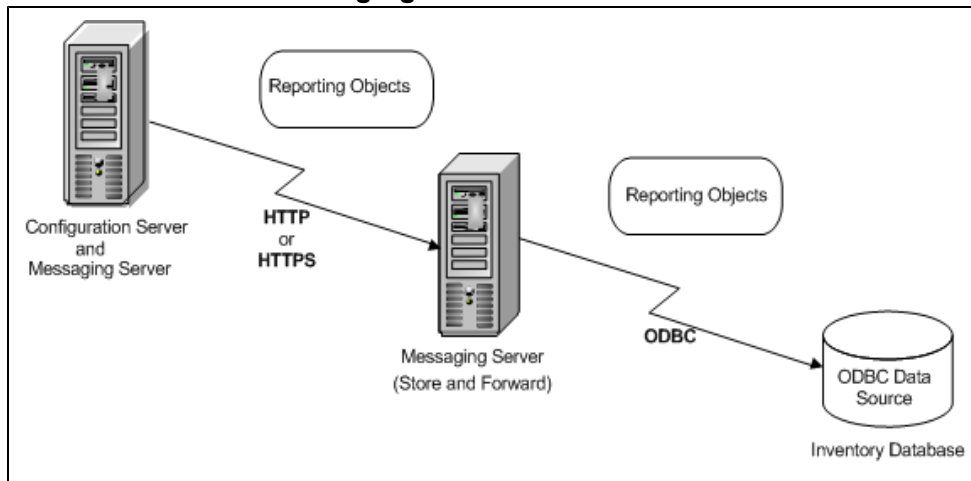 Reporting Objects
Configuration Server
and
Messaging Server
HTTP
or
HTTPS
Reporting Objects
Messaging Server
(Store and Forward)
ODBC
ODBC Data
Source
Inventory Database